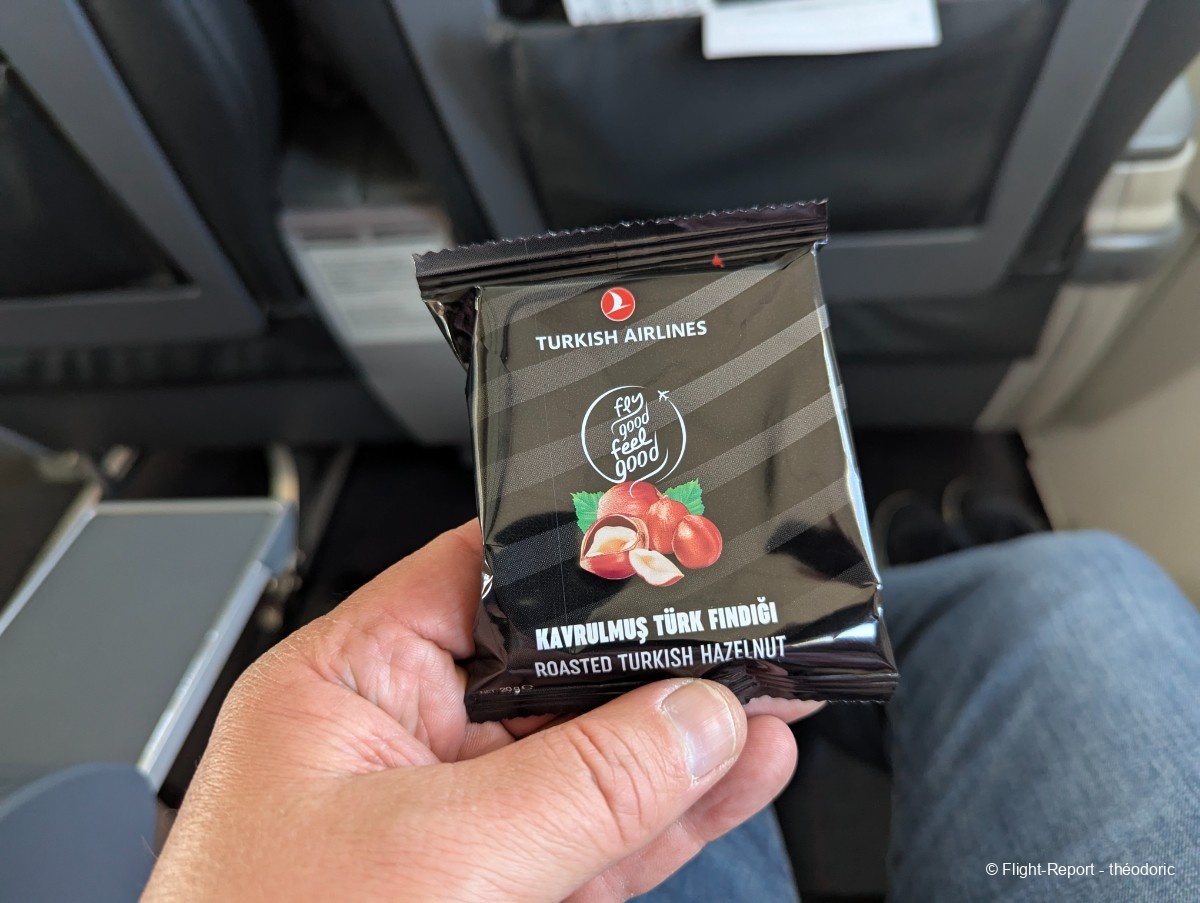 TURKISH AIRLINES
fly
good
feel
good
KAVRULMUŞ TÜRK FINDIĞI
ROASTED TURKISH HAZELNUT
© Flight-Report - théodoric